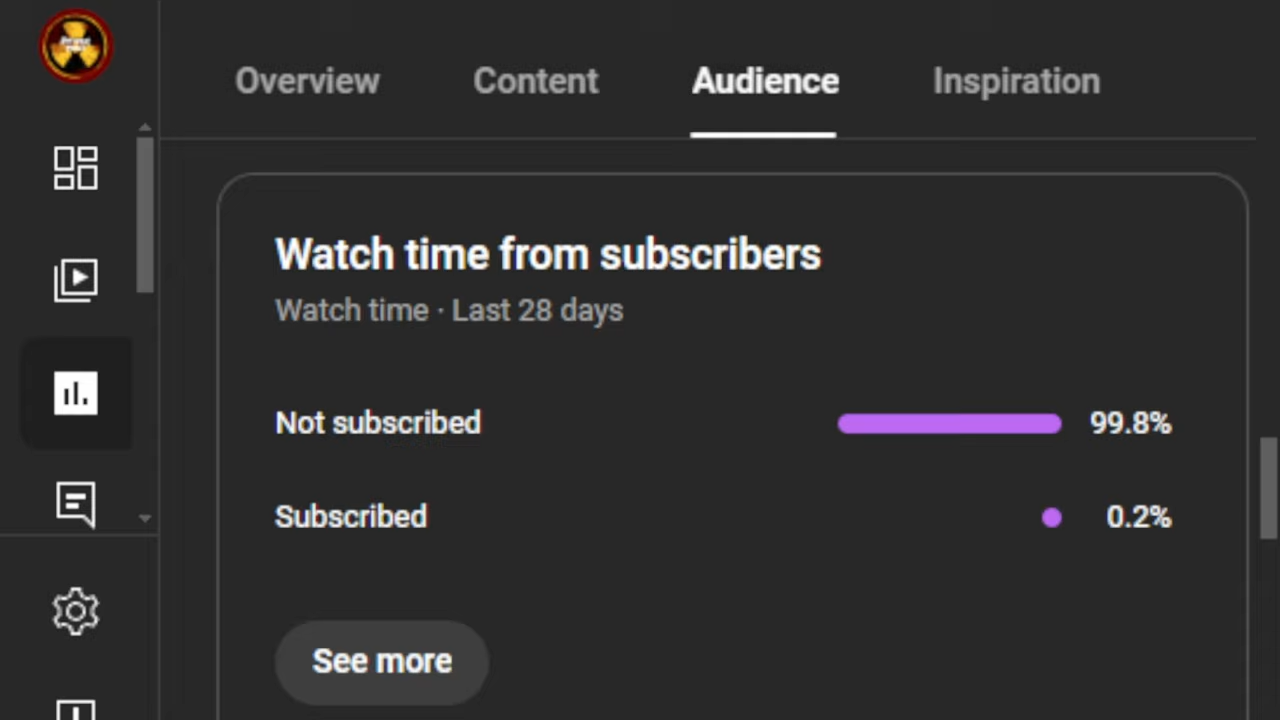 Overview Content Audience Inspiration
Watch time from subscribers
Watch time · Last 28 days
Not subscribed 99.8%
Subscribed 0.2%
See more